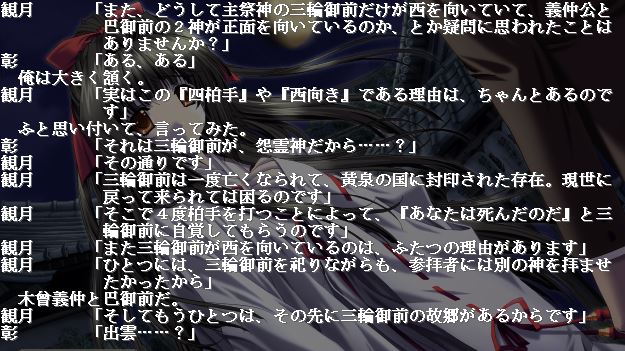 観月　「また、どうして主祭神の三輪御前だけが西を向いていて、義仲公と
巴御前の２神が正面を向いているのか、とか疑問に思われたことは
ありませんか？」
彰　「ある、ある」
俺は大きく頷く。
観月　「実はこの『四柏手』や『西向き』である理由は、ちゃんとあるので
す」
ふと思い付いて、言ってみた。
彰　「それは三輪御前が、怨霊神だから……？」
観月　「その通りです」
観月　「三輪御前は一度亡くなられて、黄泉の国に封印された存在。現世に
戻って来られては困るのです」
観月　「そこで４度柏手を打つことによって、『あなたは死んだのだ』と三
輪御前に自覚してもらうのです」
観月　「また三輪御前が西を向いているのは、ふたつの理由があります」
観月　「ひとつには、三輪御前を祀りながらも、参拝者には別の神を拝ませ
たかったから」
木曾義仲と巴御前だ。
観月　「そしてもうひとつは、その先に三輪御前の故郷があるからです」
彰　「出雲……？」